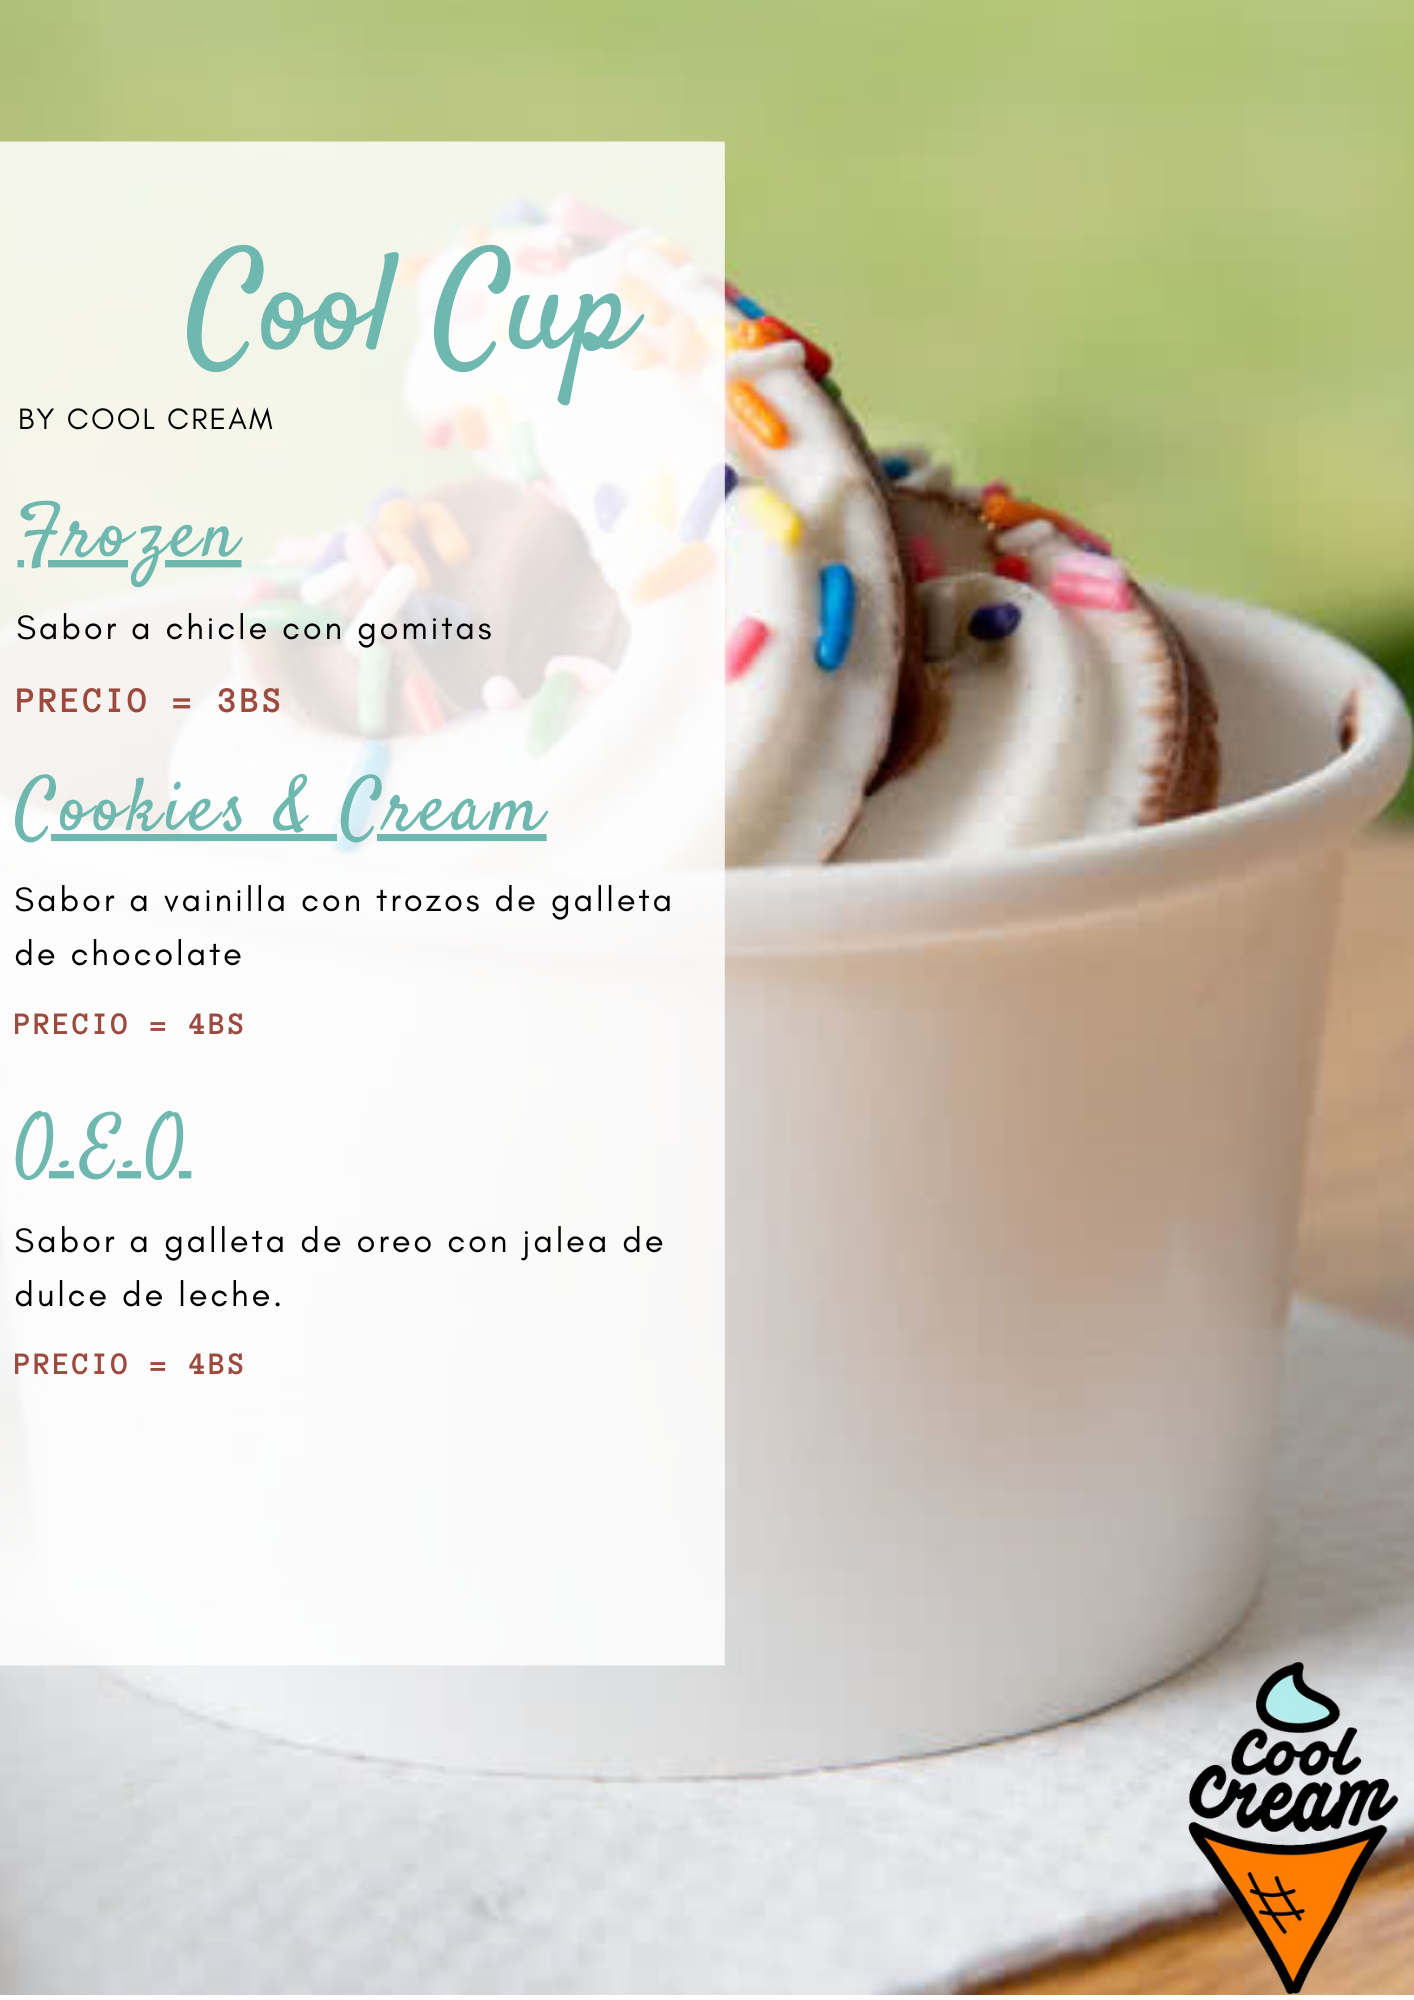 Cool Cup
BY COOL CREAM
Frozen
Sabor a chicle con gomitas
PRECIO = 3BS
Cookies & Cream
Sabor a vainilla con trozos de galleta
de chocolate
PRECIO = 4BS
O.E.O.
Sabor a galleta de oreo con jalea de
dulce de leche.
PRECIO = 4BS
Cool
Cream